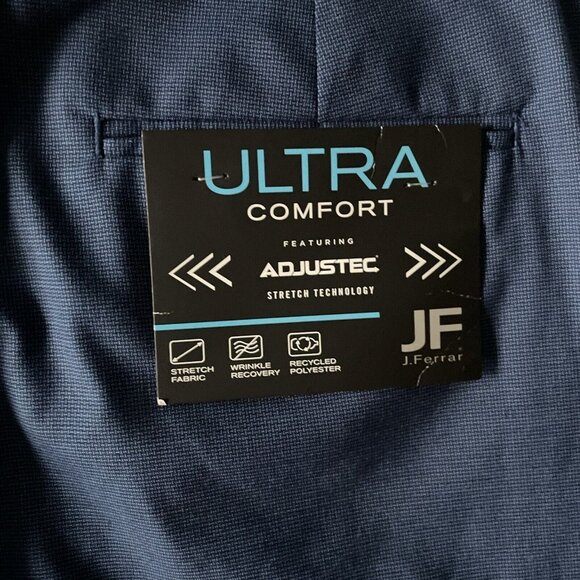 ULTRA
COMFORT
FEATURING
ADJUSTEC
STRETCH TECHNOLOGY
STRETCH
FABRIC
WRINKLE
RECOVERY
RECYCLED
POLYESTER
JF
J.Ferrar